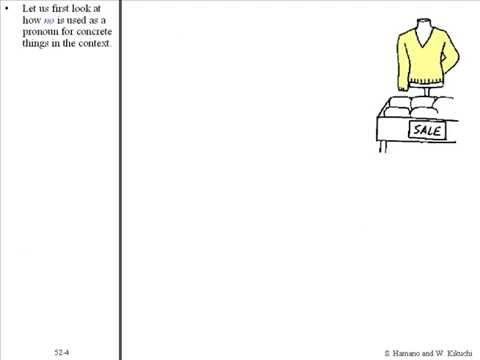 • Let us first look at
how no is used as a
pronoun for concrete
things in the context
SALE
52-4
S. Hamano and W. Kikuchi